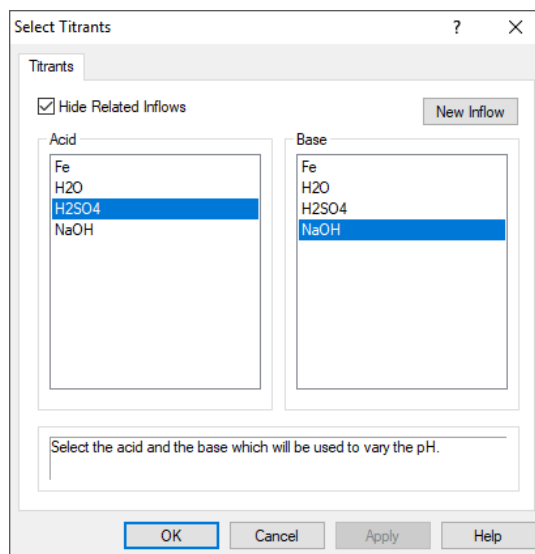 Select Titrants
?
Titrants
Hide Related Inflows
New Inflow
Acid
Fe
H2O
H2SO4
NaOH
Base
Fe
H2O
H2SO4
NaOH
Select the acid and the base which will be used to vary the pH.
OK
Cancel
Apply
Help